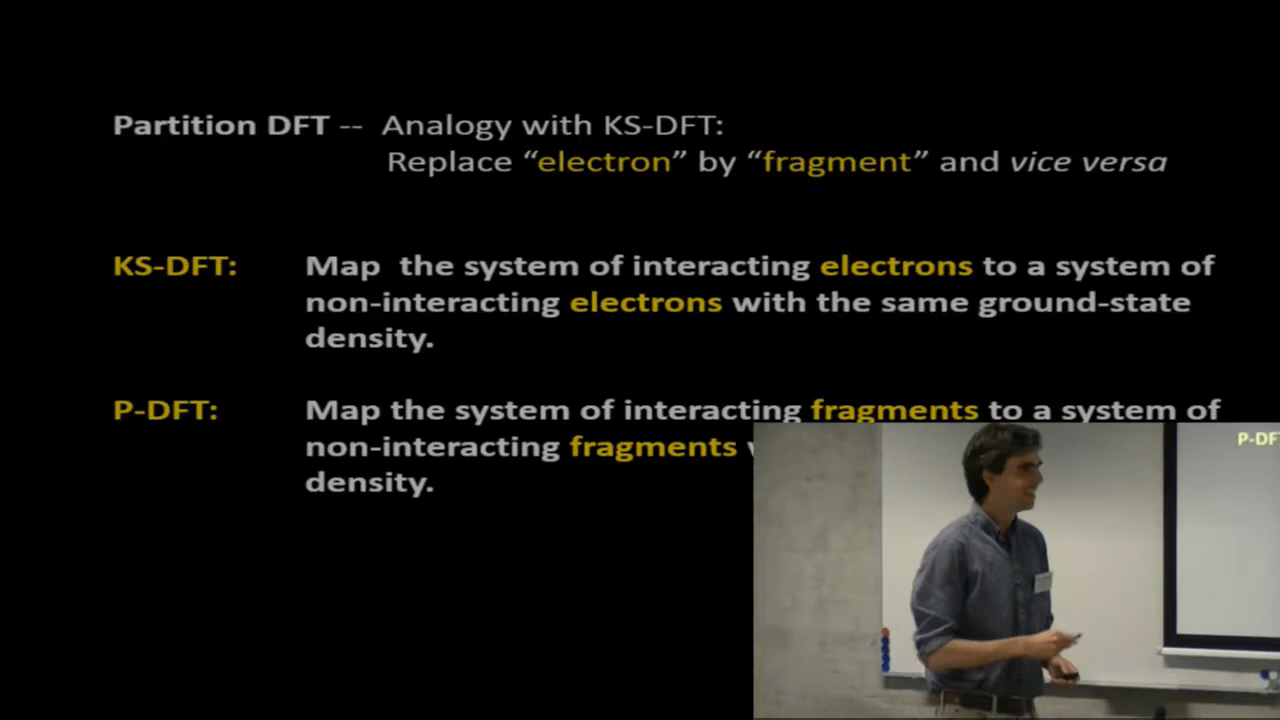 Partition DFT -- Analogy with KS-DFT:
Replace “electron” by “fragment” and vice versa
KS-DFT: Map the system of interacting electrons to a system of
non-interacting electrons with the same ground-state
density.
P-DFT: Map the system of interacting fragments to a system of
non-interacting fragments
density.
P-DF